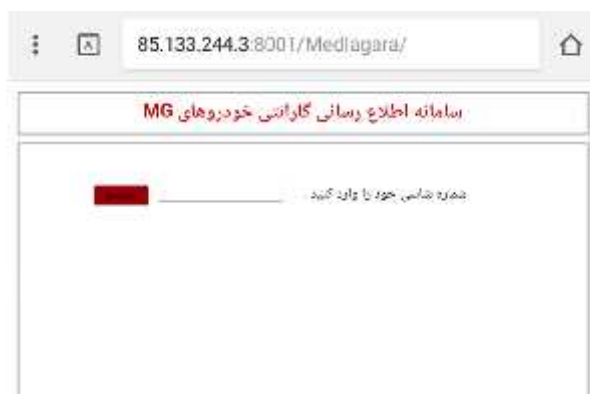 85.133.244.3:8001/Mediagara/
سامانه اطلاع رسانی گارانتی خودروهای MG
شماره شاسی خود را وارد کنید